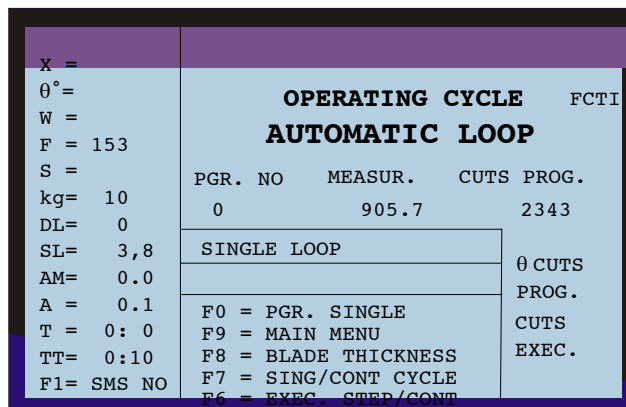 X =
θ°=
W =
F = 153
S =
kg= 10
DL= 0
SL= 3,8
AM= 0.0
A = 0.1
T = 0: 0
TT= 0:10
F1= SMS NO
OPERATING CYCLE FCTI
AUTOMATIC LOOP
PGR. NO MEASUR. CUTS PROG.
0 905.7 2343
SINGLE LOOP
F0 = PGR. SINGLE
F9 = MAIN MENU
F8 = BLADE THICKNESS
F7 = SING/CONT CYCLE
F6 = EXEC. STEP/CONT
θ CUTS
PROG.
CUTS
EXEC.